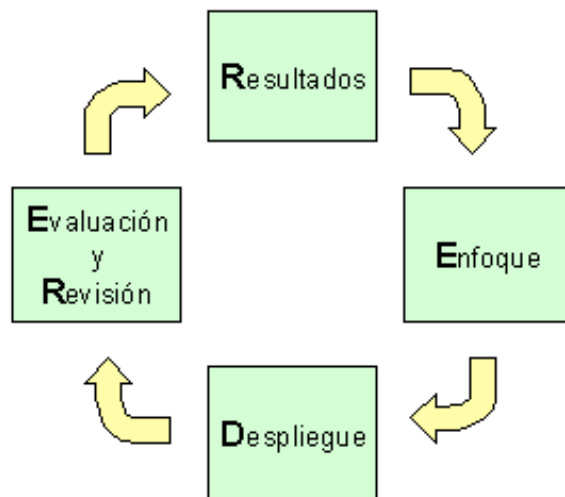 Resultados
Enfoque
Despliegue
Evaluación
y
Revisión